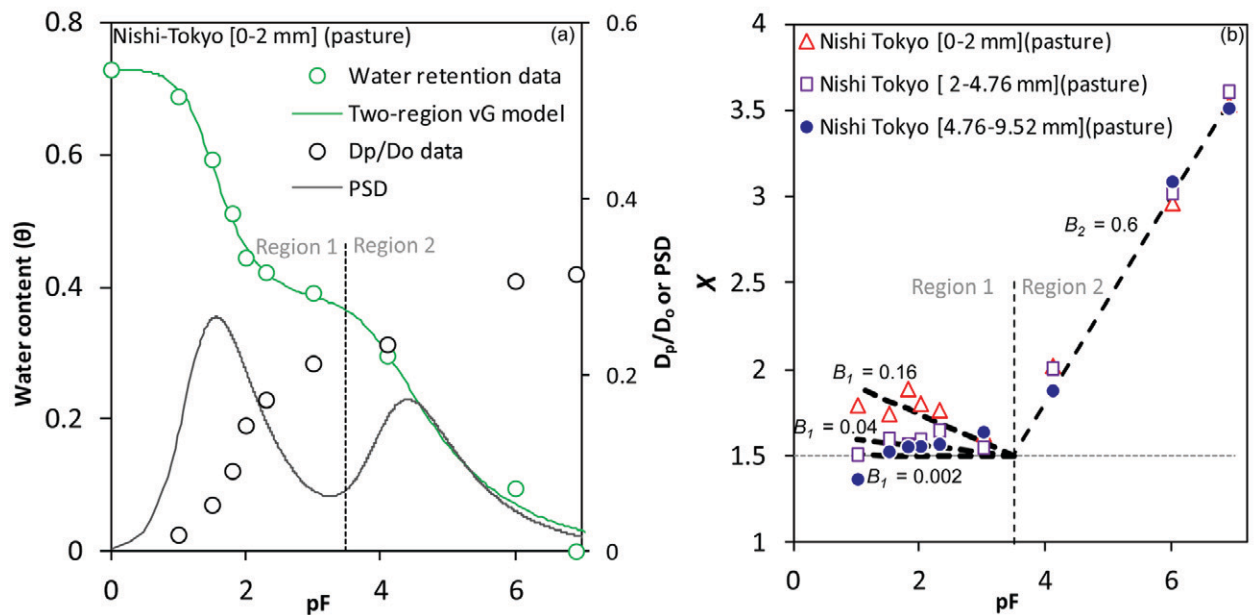 Nishi-Tokyo [0-2 mm] (pasture)
(a)
Water retention data
Two-region vG model
Dp/Do data
PSD
Region 1
Region 2
Water content (θ)
0.8
0.6
0.4
0.2
0
0.6
0.4
0.2
0
Dₚ/Dₒ or PSD
0
2
4
6
pF
(b)
Nishi Tokyo [0-2 mm](pasture)
Nishi Tokyo [ 2-4.76 mm](pasture)
Nishi Tokyo [4.76-9.52 mm](pasture)
B₂ = 0.6
Region 1
Region 2
B₁ = 0.16
B₁ = 0.04
B₁ = 0.002
X
4
3.5
3
2.5
2
1.5
1
0
2
4
6
pF